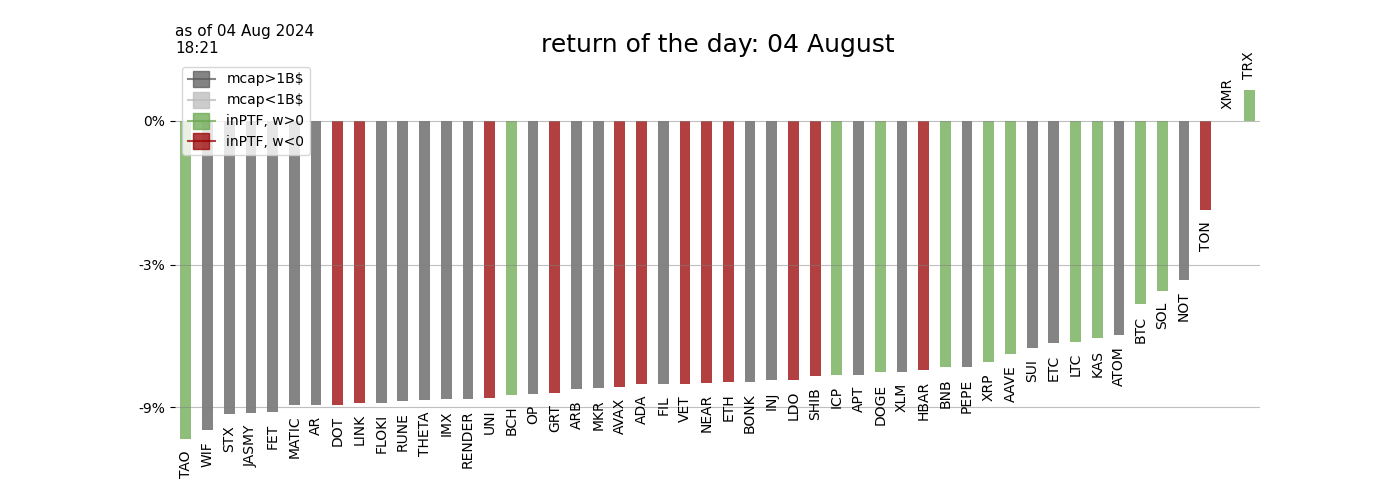 as of 04 Aug 2024
18:21
return of the day: 04 August
mcap>1B$
mcap<1B$
inPTF, w>0
inPTF, w<0
0%
-3%
-9%
TAO
WIF
STX
JASMY
FET
MATIC
AR
DOT
LINK
FLOKI
RUNE
THETA
IMX
RENDER
UNI
BCH
OP
GRT
ARB
MKR
AVAX
ADA
FIL
VET
NEAR
ETH
BONK
INJ
LDO
SHIB
ICP
APT
DOGE
XLM
HBAR
BNB
PEPE
XRP
AAVE
SUI
ETC
LTC
KAS
ATOM
BTC
SOL
NOT
TON
XMR
TRX